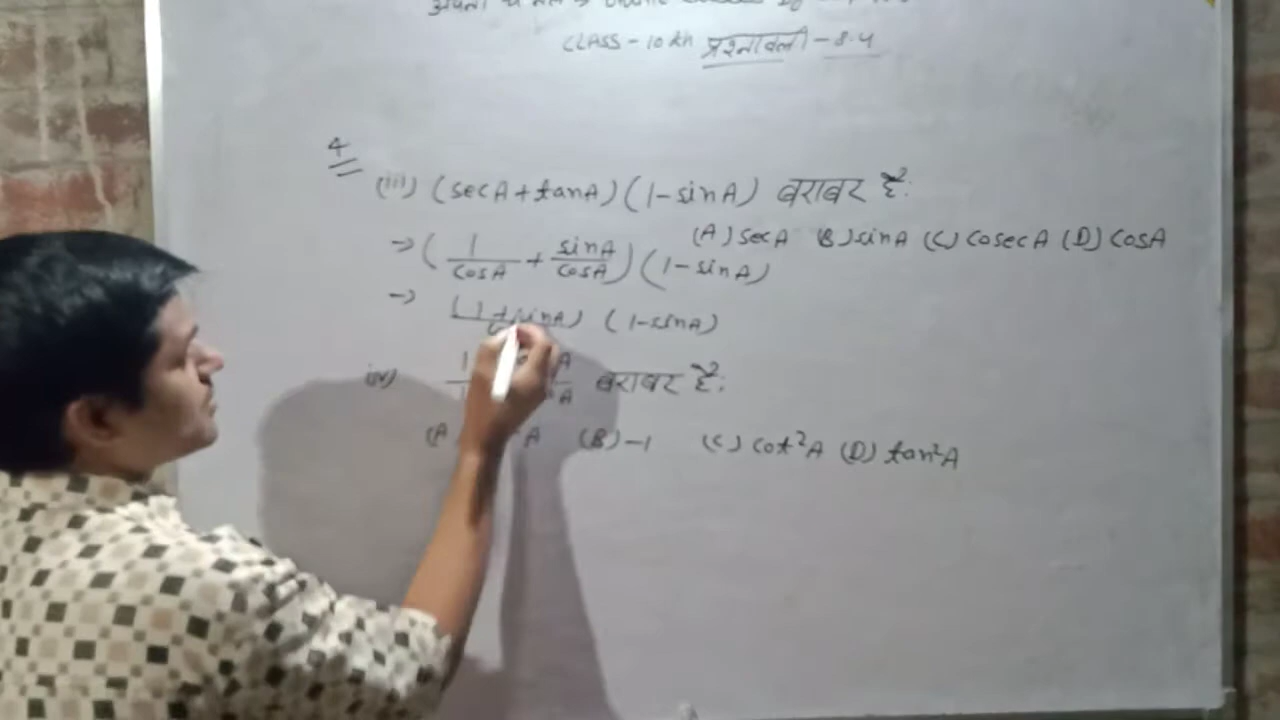 CLASS-10th प्रश्नावली-8.4
4
(iii) (secA+tanA)(1-sinA) बराबर है:
(A) secA (B) sinA (C) CosecA (D) CosA
→ (1/CosA + sinA/CosA)(1-sinA)
→ (1+sinA) (1-sinA)
iv) बराबर है:
(A (B)-1 (C) cot²A (D) tan²A